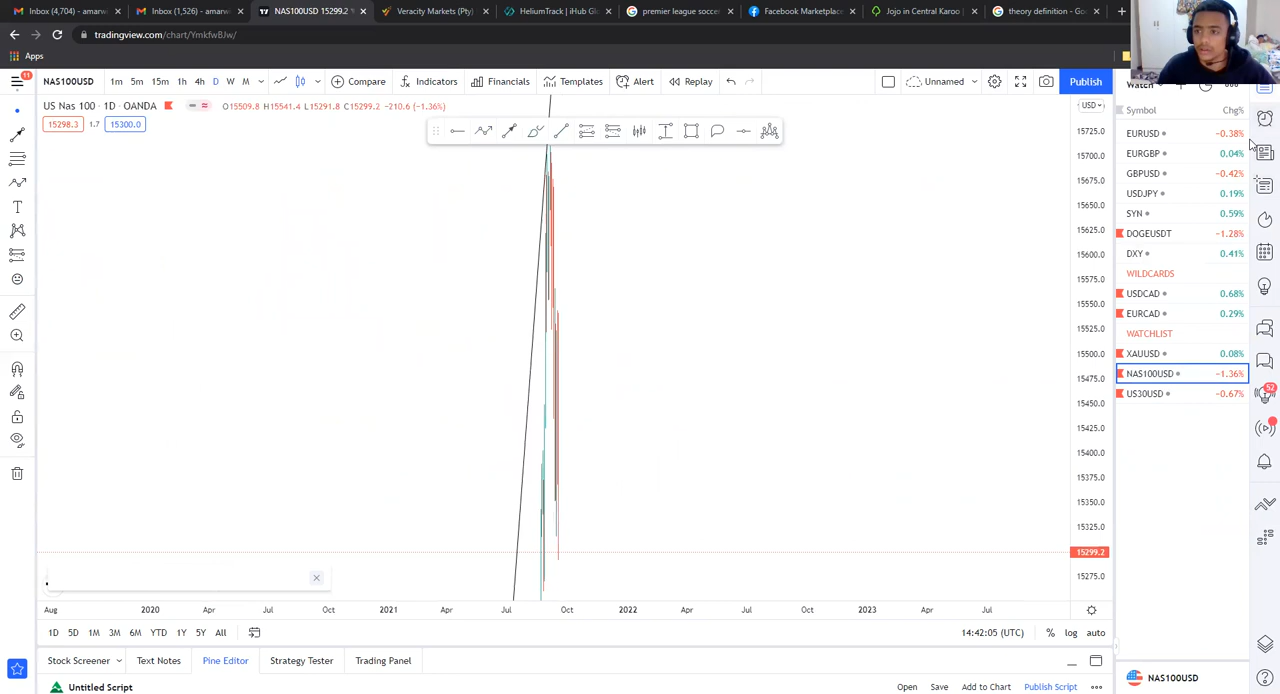 Inbox (4,704) - amarw
Inbox (1,526) - amarw
NAS100USD 15299.2
Veracity Markets (Pty)
HeliumTrack | iHub Glo
premier league soccer
Facebook Marketplace
Jojo in Central Karoo |
theory definition - Goo
tradingview.com/chart/YmkfwBJw/
Apps
11
NAS100USD 1m 5m 15m 1h 4h D W M Compare Indicators Financials Templates Alert Replay Unnamed Publish
US Nas 100 · 1D · OANDA O15509.8 H15541.4 L15291.8 C15299.2 −210.6 (−1.36%)
15298.3 1.7 15300.0
USD
15725.0
15700.0
15675.0
15650.0
15625.0
15600.0
15575.0
15550.0
15525.0
15500.0
15475.0
15450.0
15425.0
15400.0
15375.0
15350.0
15325.0
15299.2
15275.0
Symbol Chg%
EURUSD −0.38%
EURGBP 0.04%
GBPUSD −0.42%
USDJPY 0.19%
SYN 0.59%
DOGEUSDT −1.28%
DXY 0.41%
WILDCARDS
USDCAD 0.68%
EURCAD 0.29%
WATCHLIST
XAUUSD 0.08%
NAS100USD −1.36%
US30USD −0.67%
52
Aug 2020 Apr Jul Oct 2021 Apr Jul Oct 2022 Apr Jul Oct 2023 Apr Jul
1D 5D 1M 3M 6M YTD 1Y 5Y All 14:42:05 (UTC) % log auto
Stock Screener Text Notes Pine Editor Strategy Tester Trading Panel
Untitled Script Open Save Add to Chart Publish Script
NAS100USD